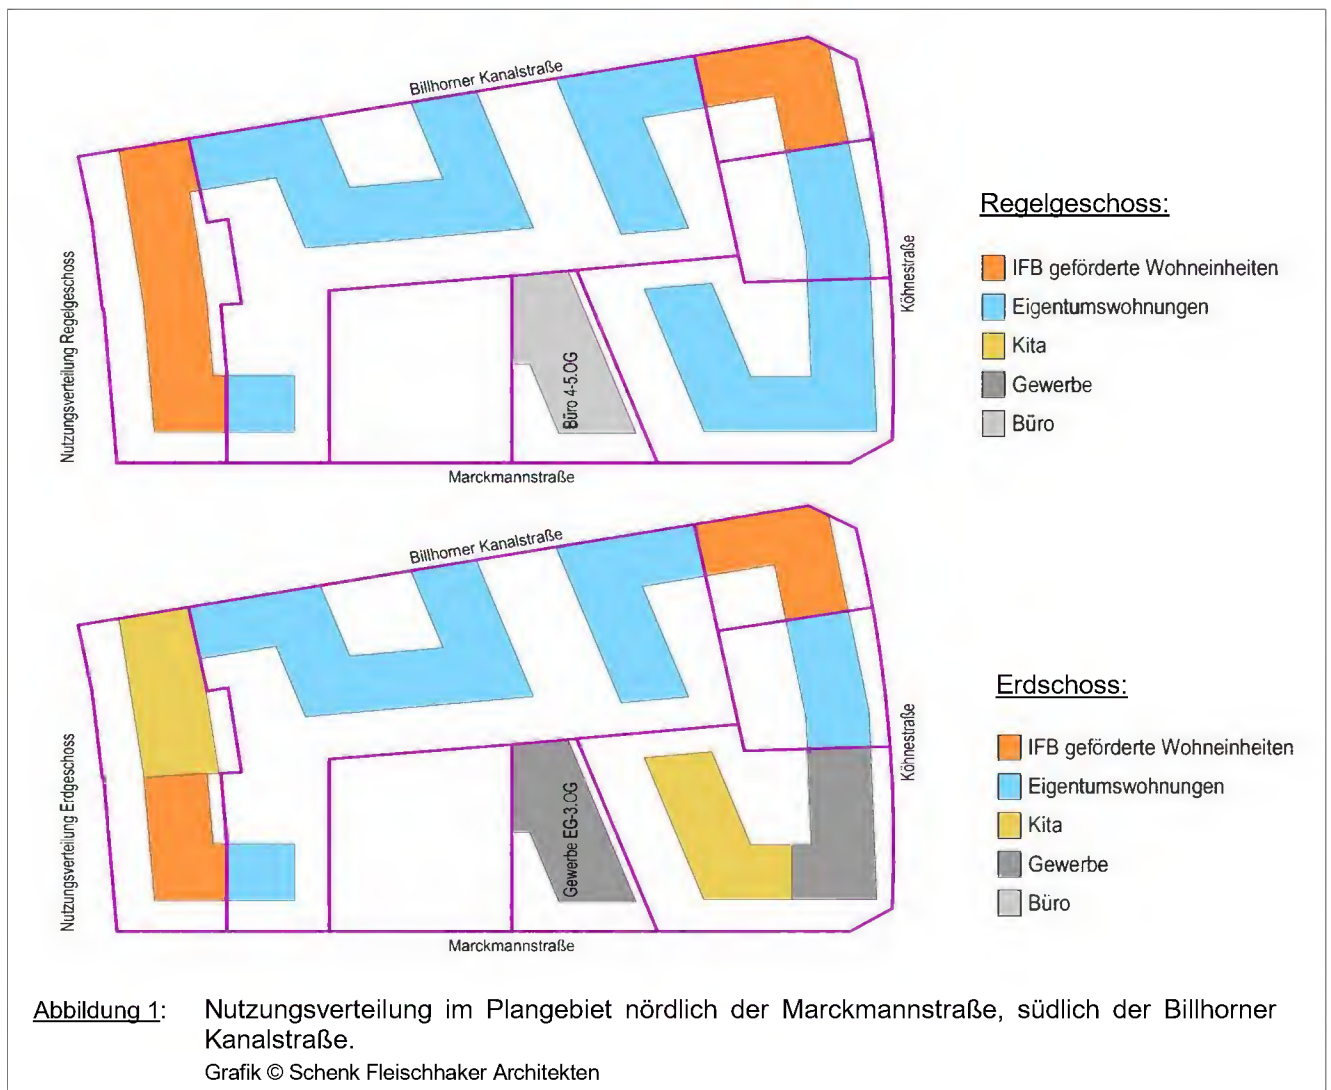 Billhorner Kanalstraße
Nutzungsverteilung Regelgeschoss
Köhnestraße
Büro 4-5.OG
Marckmannstraße
Regelgeschoss:
IFB geförderte Wohneinheiten
Eigentumswohnungen
Kita
Gewerbe
Büro
Billhorner Kanalstraße
Nutzungsverteilung Erdgeschoss
Köhnestraße
Gewerbe EG-3.OG
Marckmannstraße
Erdschoss:
IFB geförderte Wohneinheiten
Eigentumswohnungen
Kita
Gewerbe
Büro
Abbildung 1: Nutzungsverteilung im Plangebiet nördlich der Marckmannstraße, südlich der Billhorner
Kanalstraße.
Grafik © Schenk Fleischhaker Architekten